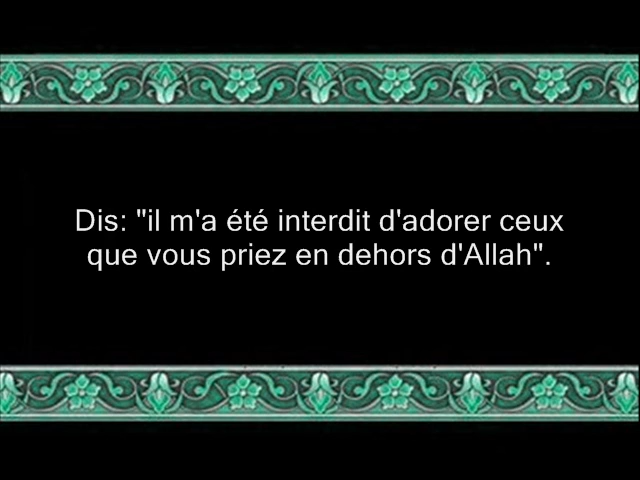 Dis: "il m'a été interdit d'adorer ceux
que vous priez en dehors d'Allah".